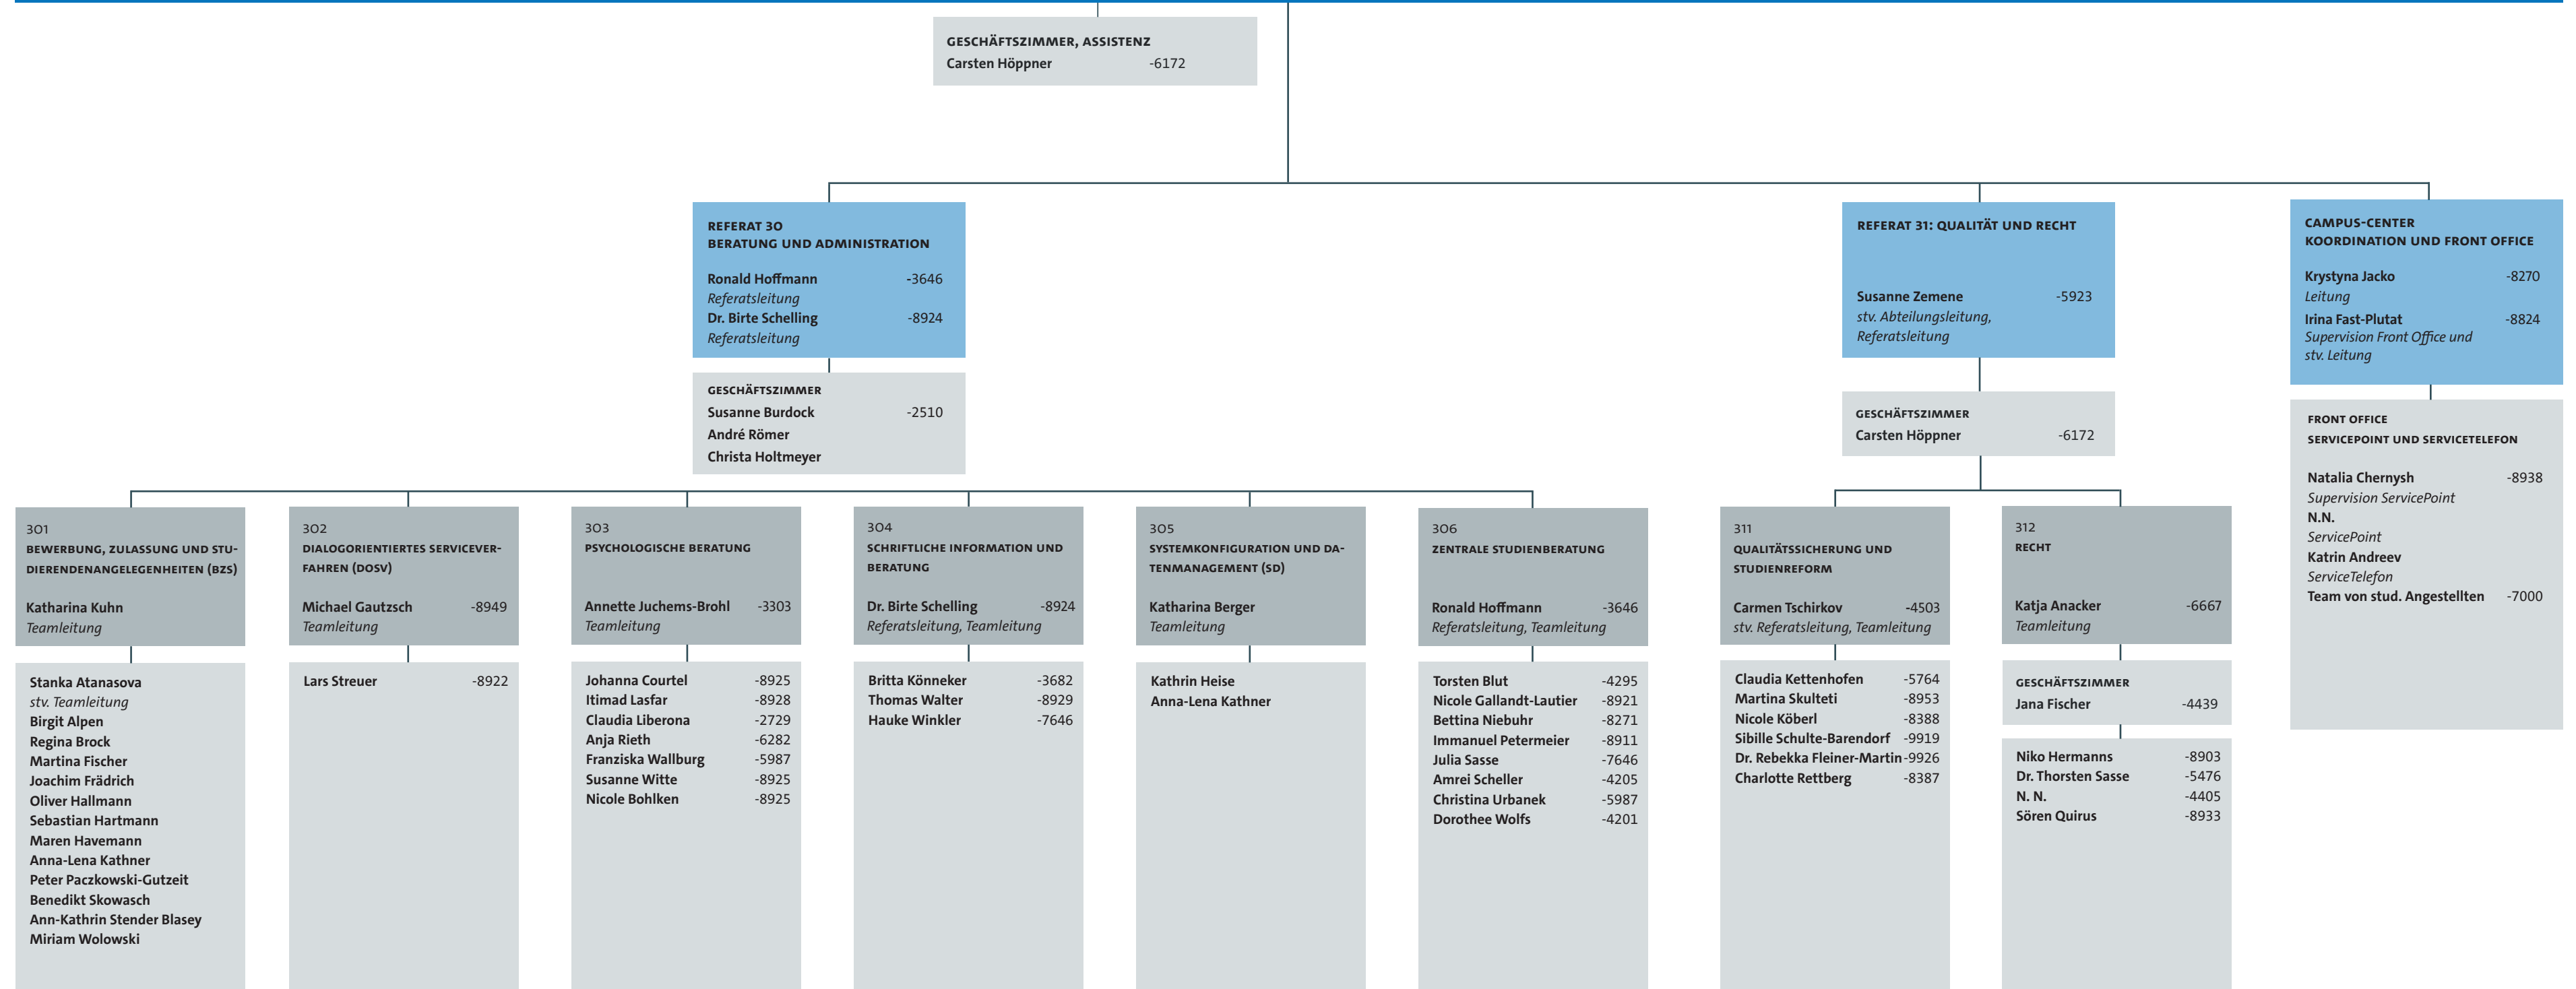 GESCHÄFTSZIMMER, ASSISTENZ
Carsten Höppner -6172
REFERAT 30
BERATUNG UND ADMINISTRATION
Ronald Hoffmann -3646
Referatsleitung
Dr. Birte Schelling -8924
Referatsleitung
GESCHÄFTSZIMMER
Susanne Burdock -2510
André Römer
Christa Holtmeyer
REFERAT 31: QUALITÄT UND RECHT
Susanne Zemene -5923
stv. Abteilungsleitung,
Referatsleitung
GESCHÄFTSZIMMER
Carsten Höppner -6172
CAMPUS-CENTER
KOORDINATION UND FRONT OFFICE
Krystyna Jacko -8270
Leitung
Irina Fast-Plutat -8824
Supervision Front Office und
stv. Leitung
FRONT OFFICE
SERVICEPOINT UND SERVICETELEFON
Natalia Chernysh -8938
Supervision ServicePoint
N.N.
ServicePoint
Katrin Andreev
ServiceTelefon
Team von stud. Angestellten -7000
301
BEWERBUNG, ZULASSUNG UND STU-
DIERENDENANGELEGENHEITEN (BZS)
Katharina Kuhn
Teamleitung
Stanka Atanasova
stv. Teamleitung
Birgit Alpen
Regina Brock
Martina Fischer
Joachim Frädrich
Oliver Hallmann
Sebastian Hartmann
Maren Havemann
Anna-Lena Kathner
Peter Paczkowski-Gutzeit
Benedikt Skowasch
Ann-Kathrin Stender Blasey
Miriam Wolowski
302
DIALOGORIENTIERTES SERVICEVER-
FAHREN (DOSV)
Michael Gautzsch -8949
Teamleitung
Lars Streuer -8922
303
PSYCHOLOGISCHE BERATUNG
Annette Juchems-Brohl -3303
Teamleitung
Johanna Courtel -8925
Itimad Lasfar -8928
Claudia Liberona -2729
Anja Rieth -6282
Franziska Wallburg -5987
Susanne Witte -8925
Nicole Bohlken -8925
304
SCHRIFTLICHE INFORMATION UND
BERATUNG
Dr. Birte Schelling -8924
Referatsleitung, Teamleitung
Britta Könneker -3682
Thomas Walter -8929
Hauke Winkler -7646
305
SYSTEMKONFIGURATION UND DA-
TENMANAGEMENT (SD)
Katharina Berger
Teamleitung
Kathrin Heise
Anna-Lena Kathner
306
ZENTRALE STUDIENBERATUNG
Ronald Hoffmann -3646
Referatsleitung, Teamleitung
Torsten Blut -4295
Nicole Gallandt-Lautier -8921
Bettina Niebuhr -8271
Immanuel Petermeier -8911
Julia Sasse -7646
Amrei Scheller -4205
Christina Urbanek -5987
Dorothee Wolfs -4201
311
QUALITÄTSSICHERUNG UND
STUDIENREFORM
Carmen Tschirkov -4503
stv. Referatsleitung, Teamleitung
Claudia Kettenhofen -5764
Martina Skulteti -8953
Nicole Köberl -8388
Sibille Schulte-Barendorf -9919
Dr. Rebekka Fleiner-Martin -9926
Charlotte Rettberg -8387
312
RECHT
Katja Anacker -6667
Teamleitung
GESCHÄFTSZIMMER
Jana Fischer -4439
Niko Hermanns -8903
Dr. Thorsten Sasse -5476
N. N. -4405
Sören Quirus -8933